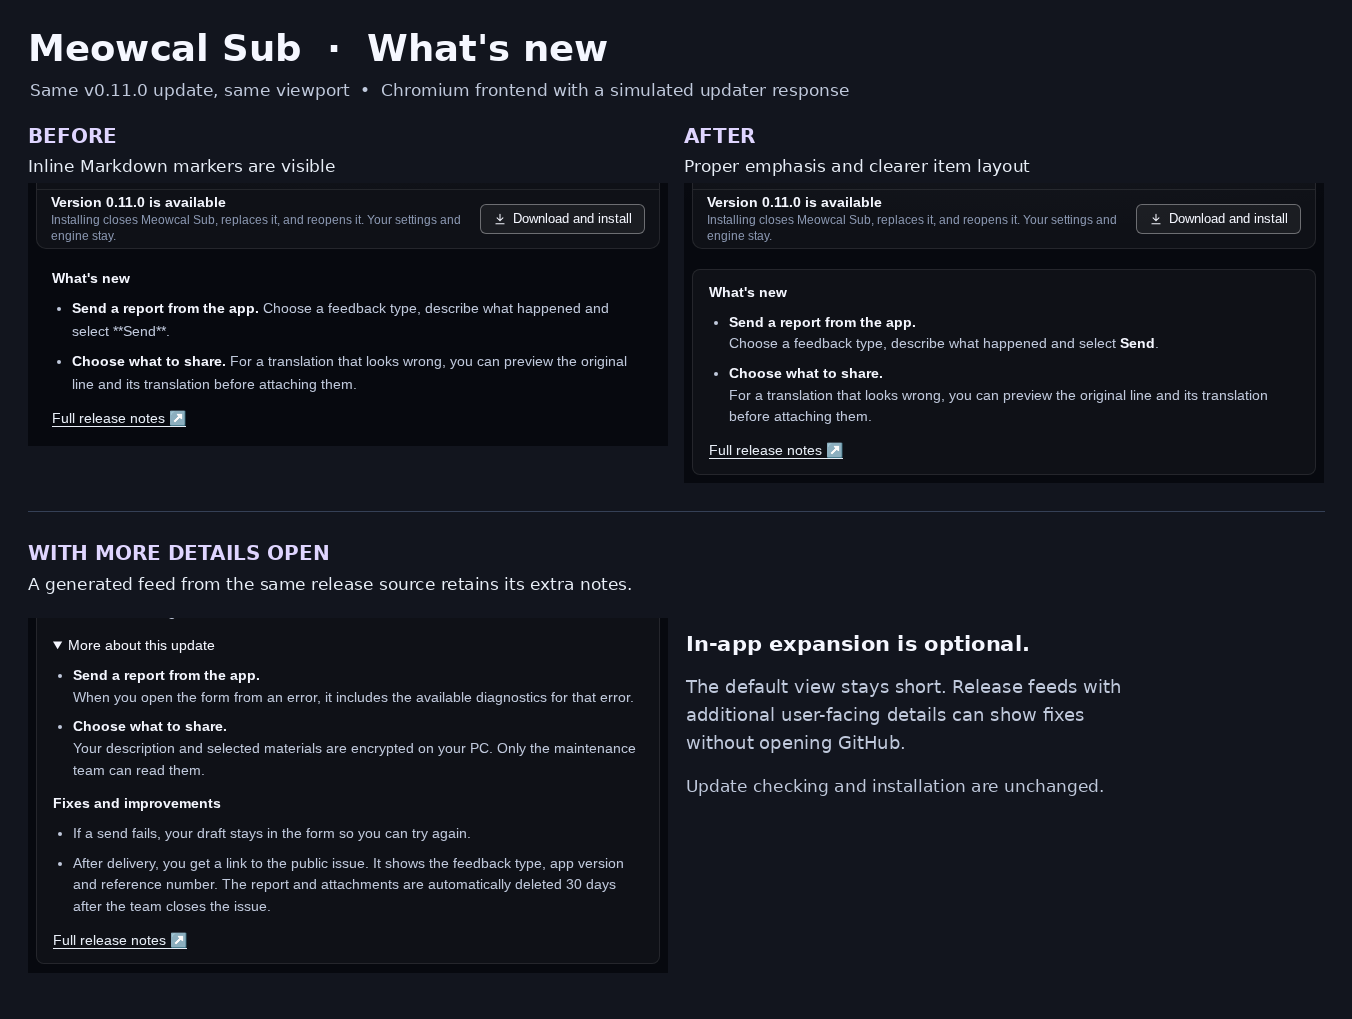 Meowcal Sub · What's new
Same v0.11.0 update, same viewport • Chromium frontend with a simulated updater response
BEFORE
Inline Markdown markers are visible
Version 0.11.0 is available
Installing closes Meowcal Sub, replaces it, and reopens it. Your settings and
engine stay.
Download and install
What's new
• Send a report from the app. Choose a feedback type, describe what happened and
select **Send**.
• Choose what to share. For a translation that looks wrong, you can preview the original
line and its translation before attaching them.
Full release notes ↗
AFTER
Proper emphasis and clearer item layout
Version 0.11.0 is available
Installing closes Meowcal Sub, replaces it, and reopens it. Your settings and
engine stay.
Download and install
What's new
• Send a report from the app.
Choose a feedback type, describe what happened and select Send.
• Choose what to share.
For a translation that looks wrong, you can preview the original line and its translation
before attaching them.
Full release notes ↗
WITH MORE DETAILS OPEN
A generated feed from the same release source retains its extra notes.
▼ More about this update
• Send a report from the app.
When you open the form from an error, it includes the available diagnostics for that error.
• Choose what to share.
Your description and selected materials are encrypted on your PC. Only the maintenance
team can read them.
Fixes and improvements
• If a send fails, your draft stays in the form so you can try again.
• After delivery, you get a link to the public issue. It shows the feedback type, app version
and reference number. The report and attachments are automatically deleted 30 days
after the team closes the issue.
Full release notes ↗
In-app expansion is optional.
The default view stays short. Release feeds with
additional user-facing details can show fixes
without opening GitHub.
Update checking and installation are unchanged.